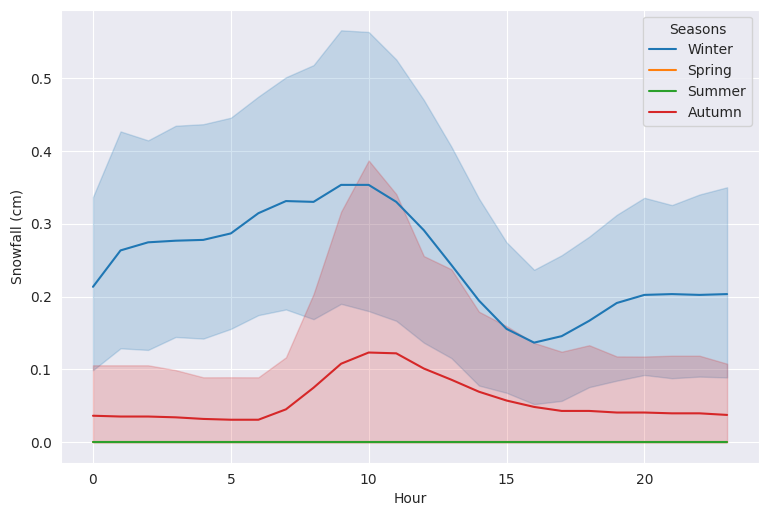 Seasons
Winter
Spring
Summer
Autumn
Snowfall (cm)
0.5
0.4
0.3
0.2
0.1
0.0
0 5 10 15 20
Hour